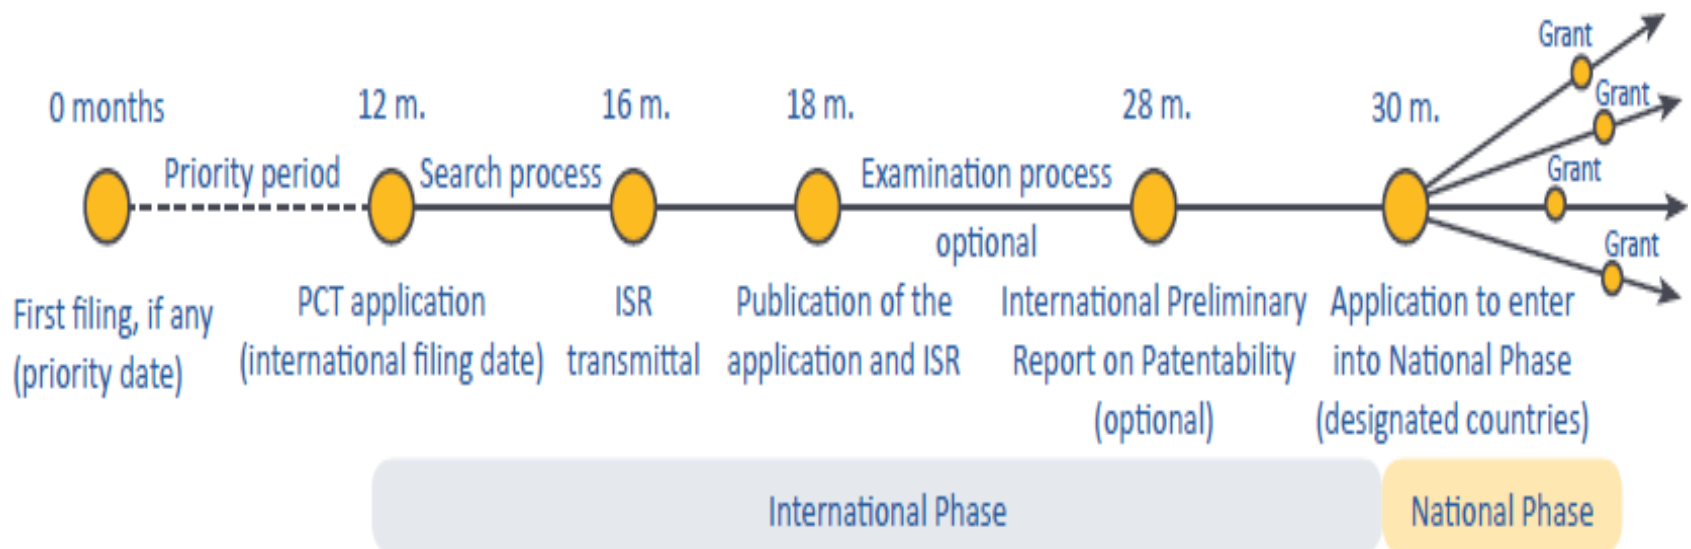 0 months
12 m.
16 m.
18 m.
28 m.
30 m.
Grant
Grant
Grant
Grant
Priority period
Search process
Examination process
optional
First filing, if any
(priority date)
PCT application
(international filing date)
ISR
transmittal
Publication of the
application and ISR
International Preliminary
Report on Patentability
(optional)
Application to enter
into National Phase
(designated countries)
International Phase
National Phase